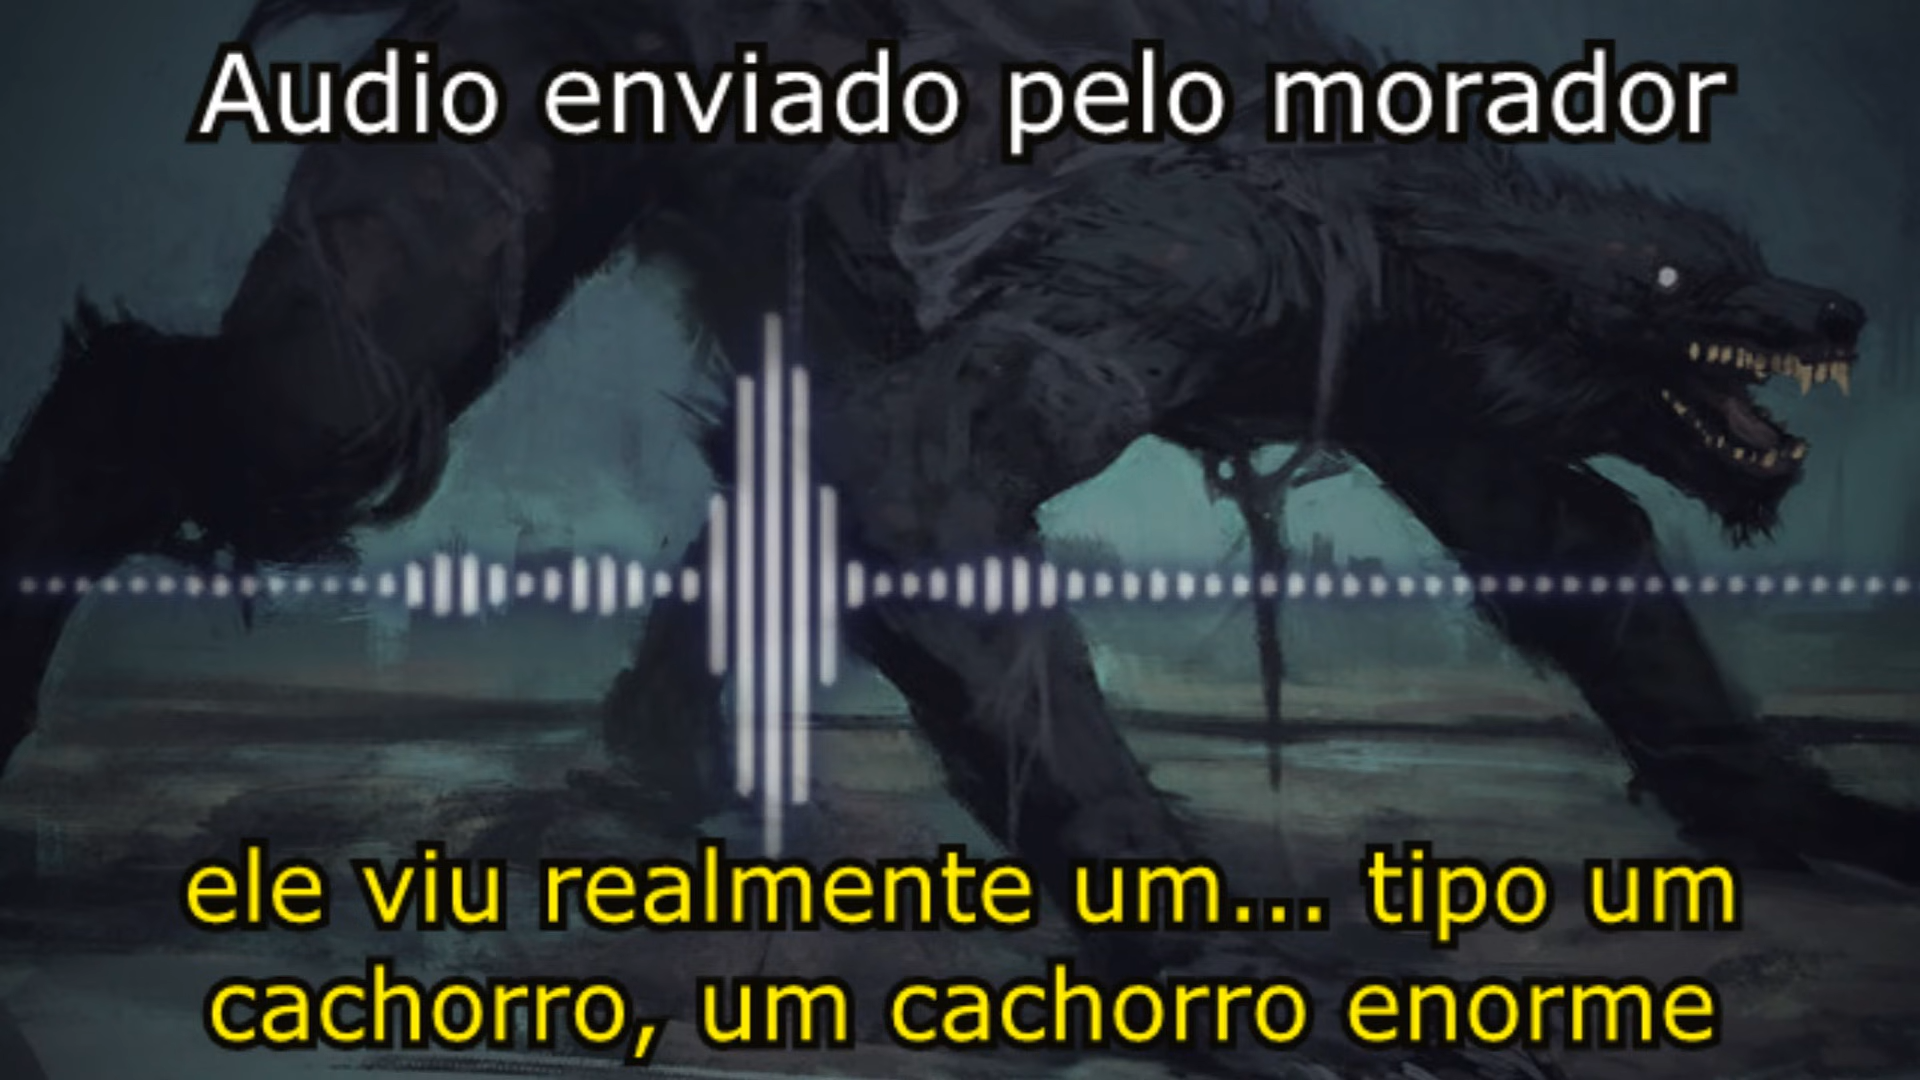 Audio enviado pelo morador
ele viu realmente um... tipo um
cachorro, um cachorro enorme